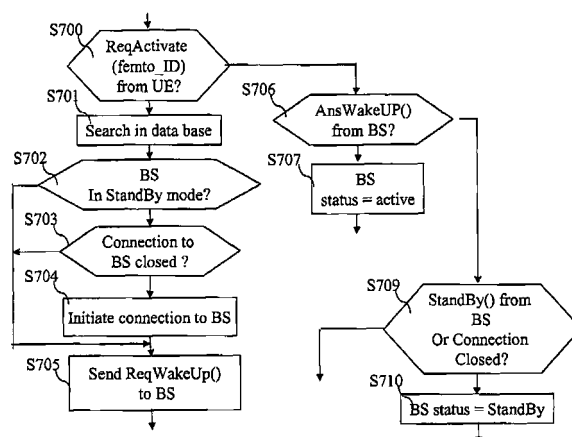 S700
ReqActivate
(femto_ID)
from UE?
S701
Search in data base
S702
BS
In StandBy mode?
S703
Connection to
BS closed ?
S704
Initiate connection to BS
S705
Send ReqWakeUp()
to BS
S706
AnsWakeUP()
from BS?
S707
BS
status = active
S709
StandBy() from
BS
Or Connection
Closed?
S710
BS status = StandBy